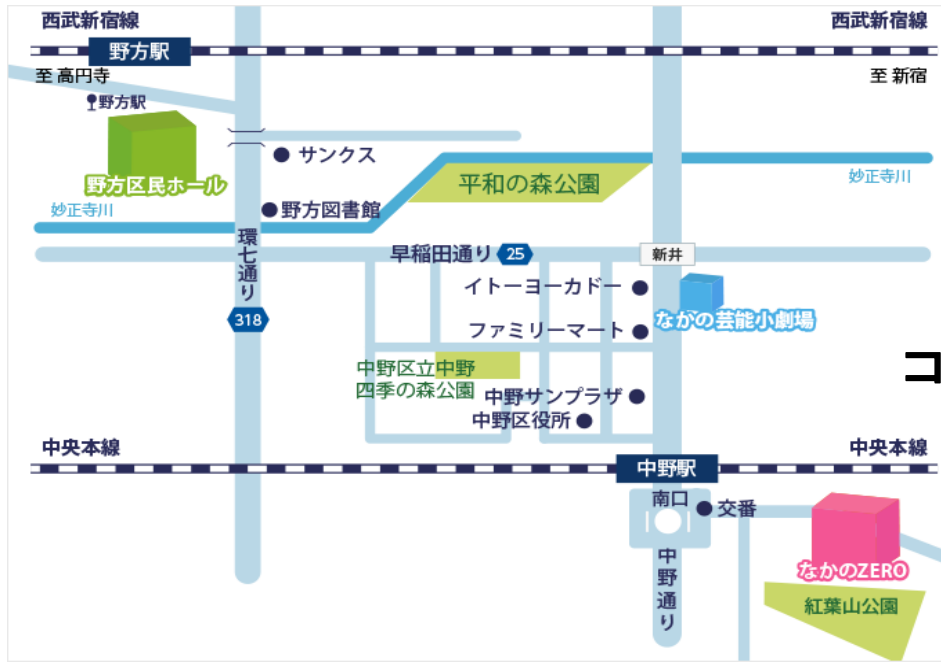 西武新宿線
西武新宿線
野方駅
至 高円寺
至 新宿
野方駅
サンクス
野方区民ホール
平和の森公園
妙正寺川
妙正寺川
野方図書館
環七通り
早稲田通り 25
新井
イトーヨーカドー
318
ファミリーマート
なかの芸能小劇場
中野区立中野
四季の森公園
コ
中野サンプラザ
中野区役所
中央本線
中央本線
中野駅
南口
交番
中野通り
なかのZERO
紅葉山公園